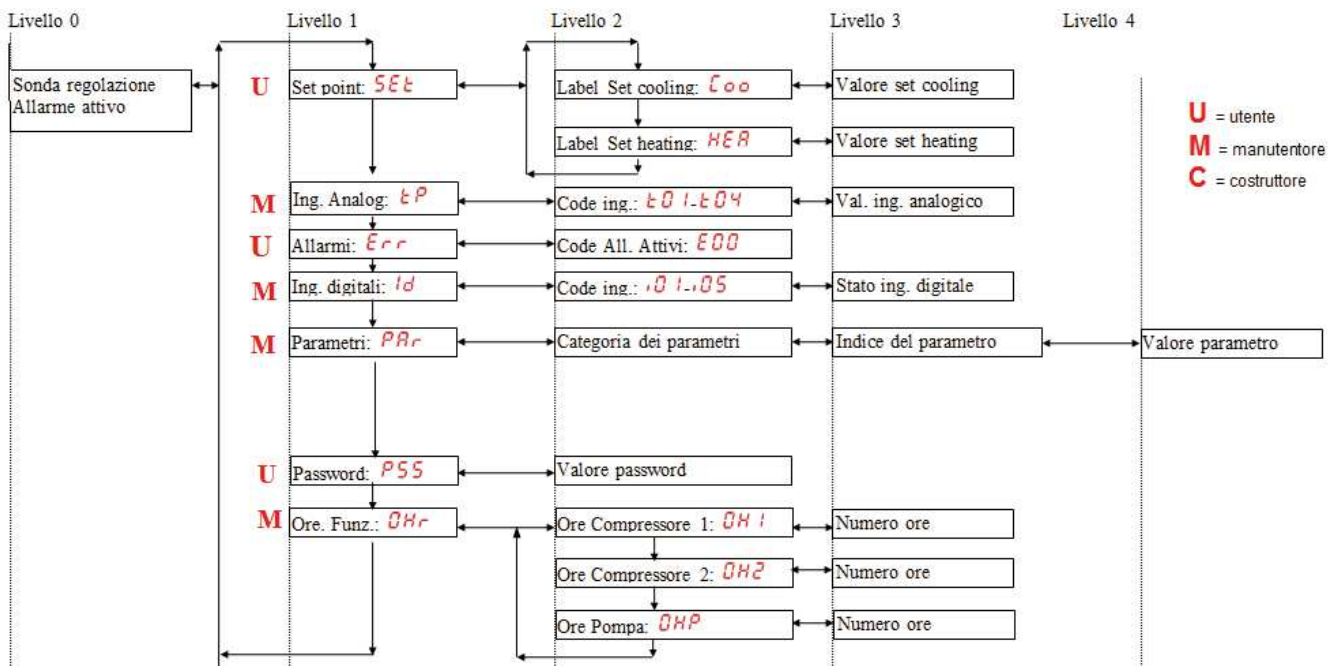 Livello 0 Livello 1 Livello 2 Livello 3 Livello 4
Sonda regolazione
Allarme attivo
U Set point: SEt Label Set cooling: Coo Valore set cooling
U = utente
Label Set heating: HEA Valore set heating
M = manutentore
C = costruttore
M Ing. Analog: tP Code ing.: t01-t04 Val. ing. analogico
U Allarmi: Err Code All. Attivi: E00
M Ing. digitali: Id Code ing.: i01-i05 Stato ing. digitale
M Parametri: PAr Categoria dei parametri Indice del parametro Valore parametro
U Password: PSS Valore password
M Ore. Funz.: OHr Ore Compressore 1: OH1 Numero ore
Ore Compressore 2: OH2 Numero ore
Ore Pompa: OHP Numero ore